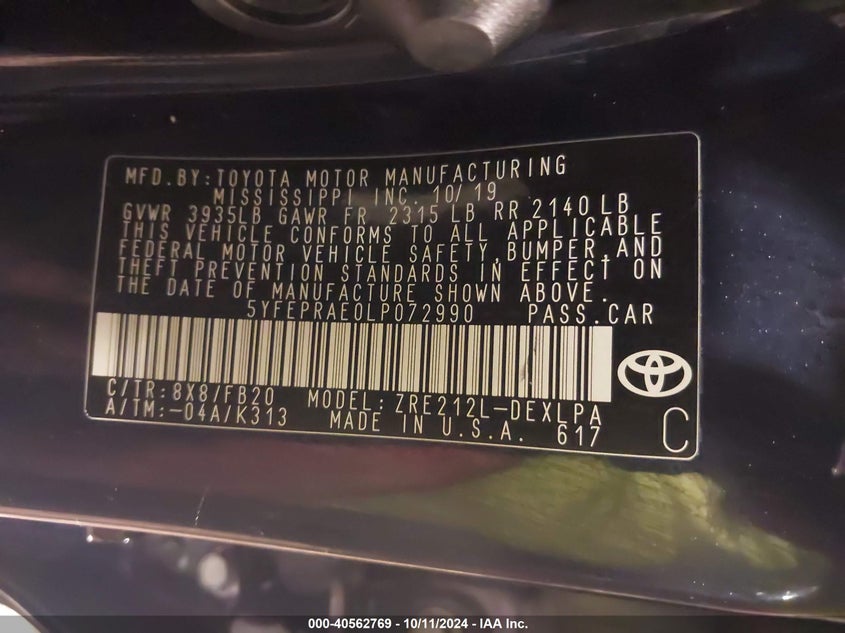 MFD.BY:TOYOTA MOTOR MANUFACTURING
MISSISSIPPI INC. 10/19
GVWR 3935LB GAWR FR 2315 LB RR 2140 LB
THIS VEHICLE CONFORMS TO ALL APPLICABLE
FEDERAL MOTOR VEHICLE SAFETY,BUMPER,AND
THEFT PREVENTION STANDARDS IN EFFECT ON
THE DATE OF MANUFACTURE SHOWN ABOVE.
5YFEPRAE0LP072990 PASS.CAR
C/TR:8X8/FB20 MODEL:ZRE212L-DEXLPA
A/TM:-04A/K313 MADE IN U.S.A. 617
C
000-40562769 - 10/11/2024 - IAA Inc.